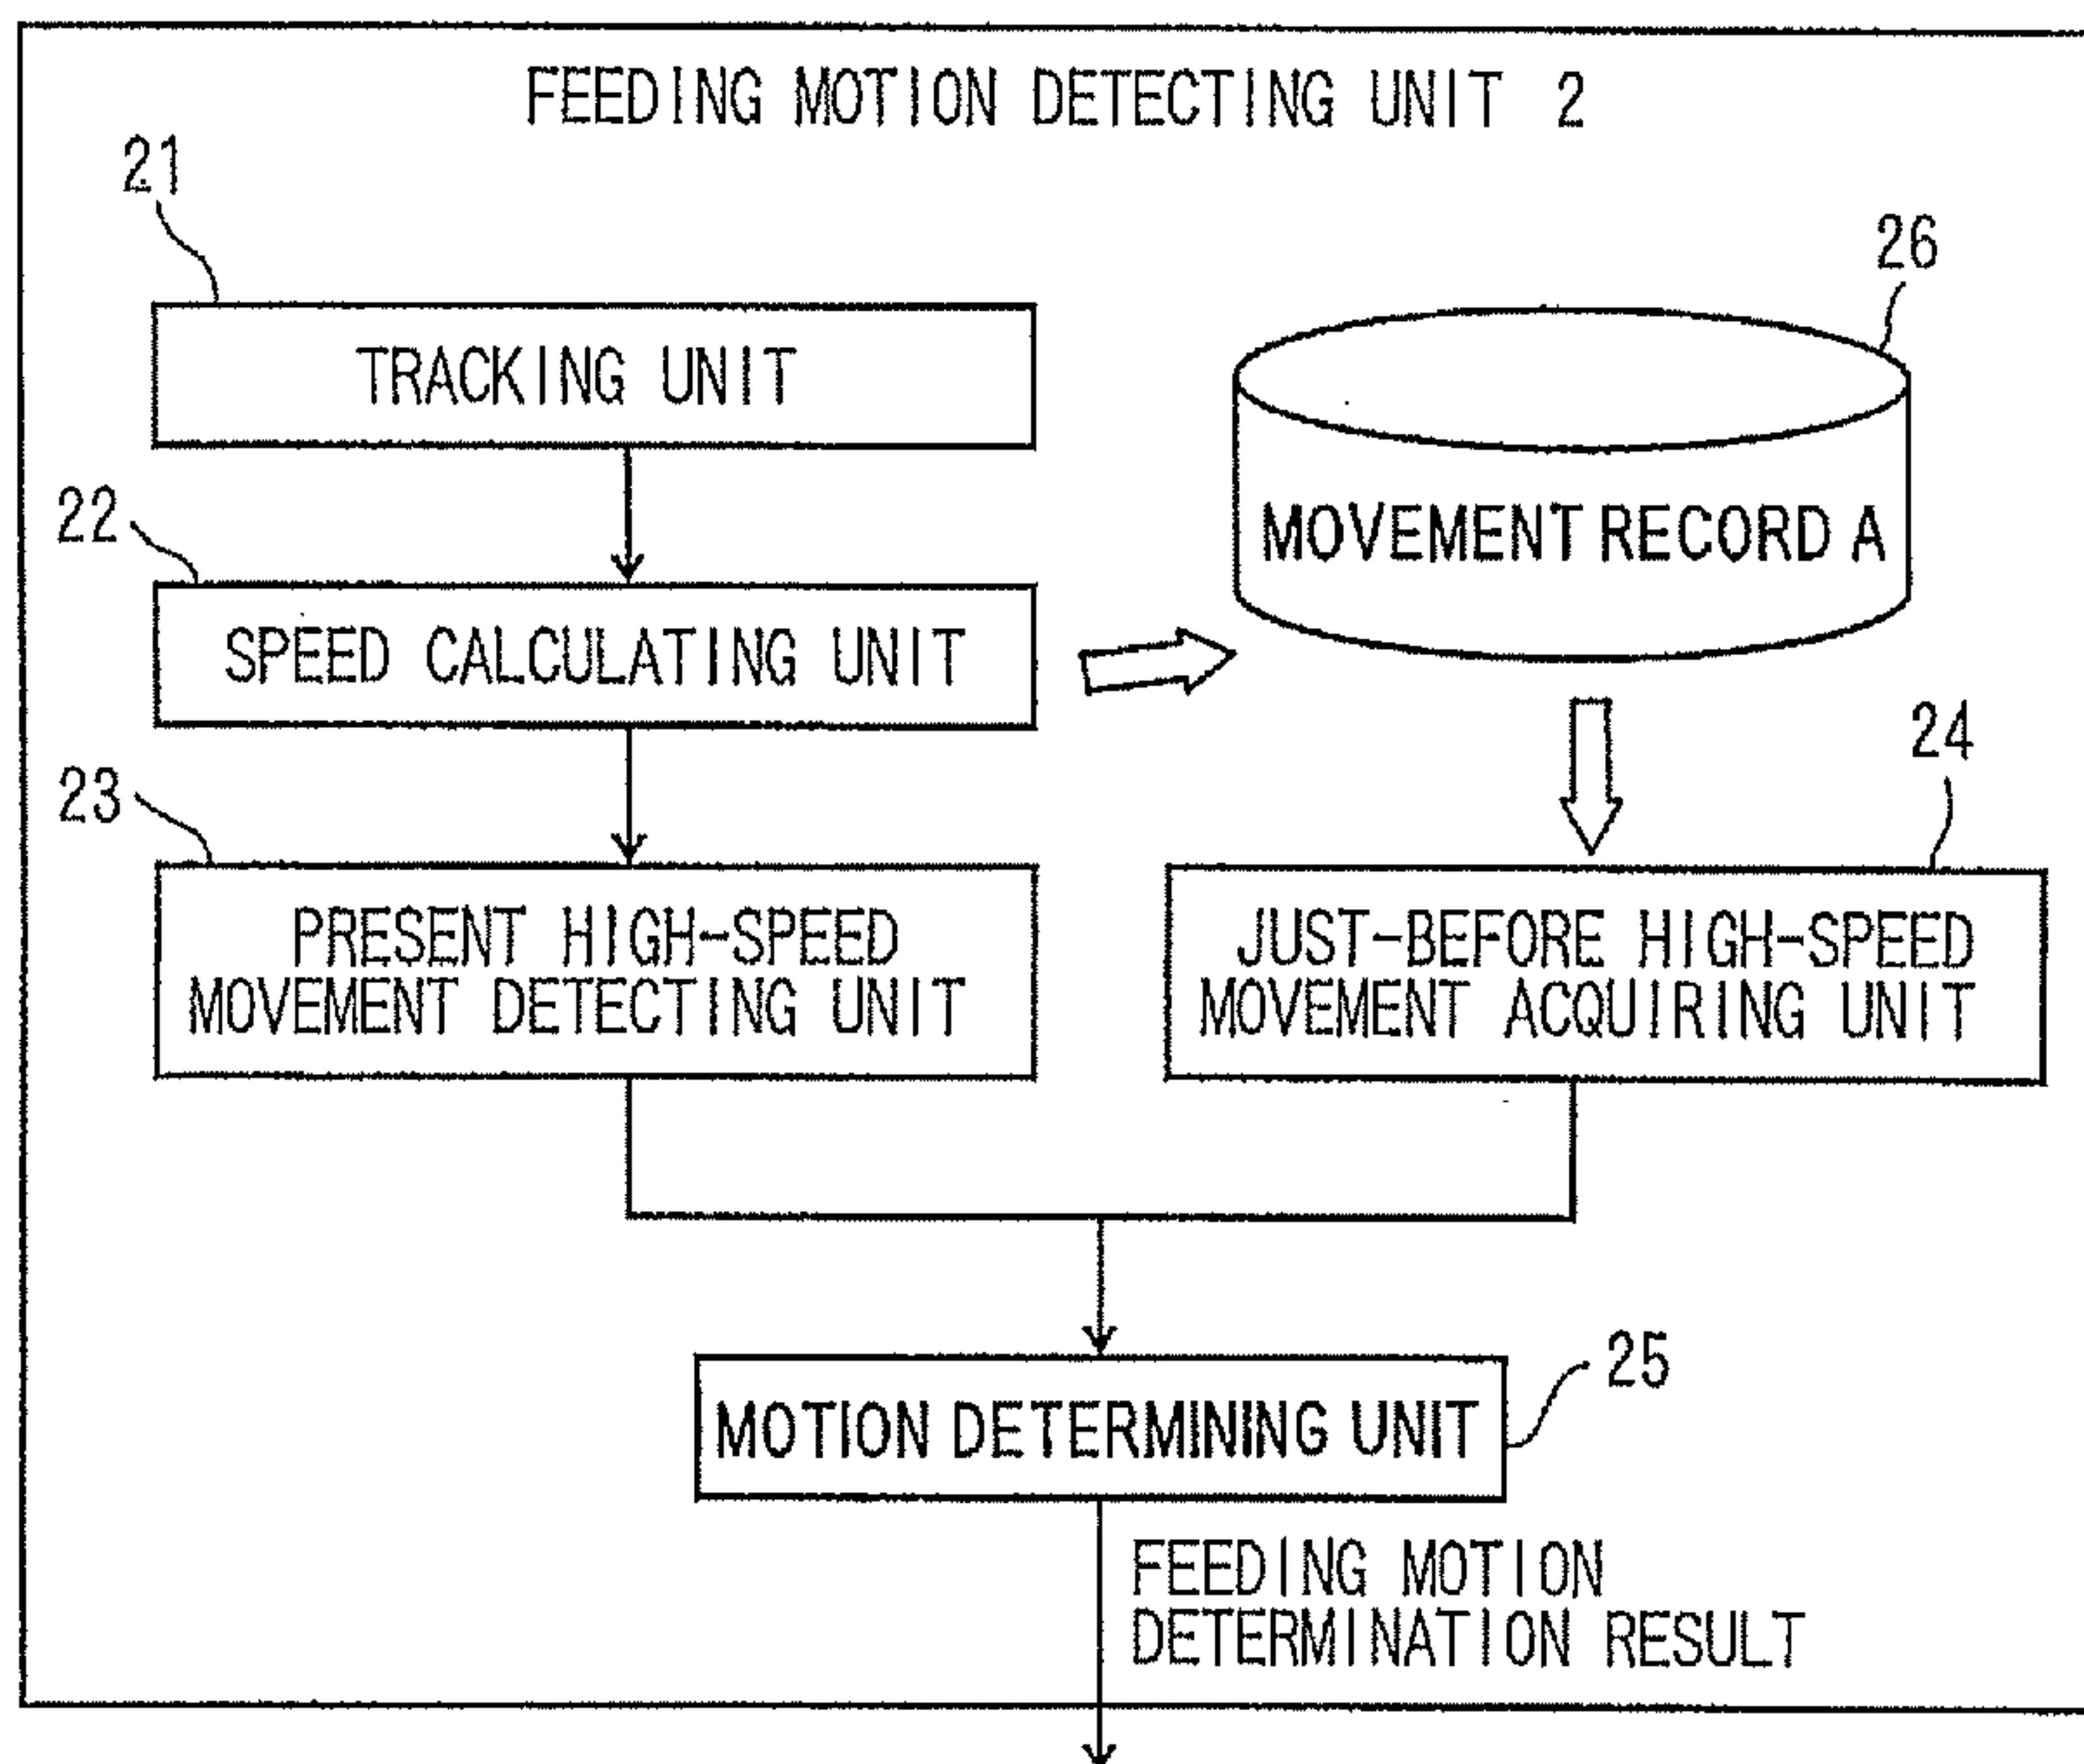 FEEDING MOTION DETECTING UNIT 2
21
26
TRACKING UNIT
22
MOVEMENT RECORD A
SPEED CALCULATING UNIT
23
24
PRESENT HIGH-SPEED
MOVEMENT DETECTING UNIT
JUST-BEFORE HIGH-SPEED
MOVEMENT ACQUIRING UNIT
25
MOTION DETERMINING UNIT
FEEDING MOTION
DETERMINATION RESULT